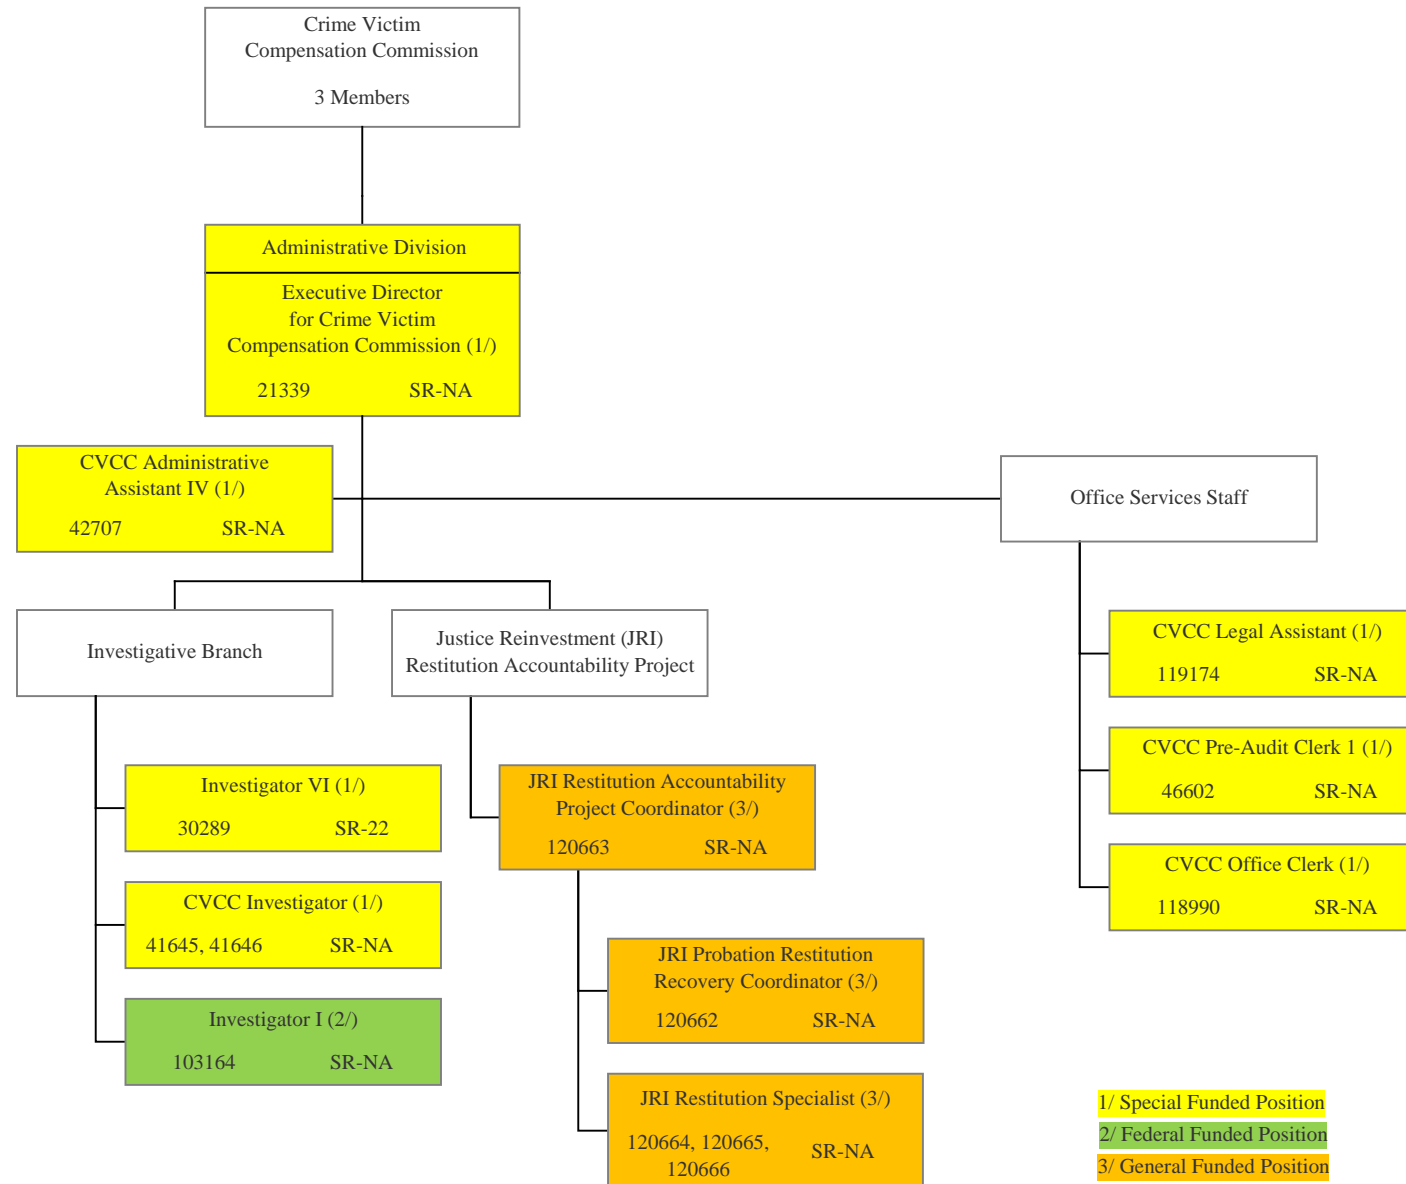 Crime Victim
Compensation Commission
3 Members
Administrative Division
Executive Director
for Crime Victim
Compensation Commission (1/)
21339 SR-NA
CVCC Administrative
Assistant IV (1/)
42707 SR-NA
Office Services Staff
Investigative Branch
Justice Reinvestment (JRI)
Restitution Accountability Project
Investigator VI (1/)
30289 SR-22
CVCC Investigator (1/)
41645, 41646 SR-NA
Investigator I (2/)
103164 SR-NA
JRI Restitution Accountability
Project Coordinator (3/)
120663 SR-NA
JRI Probation Restitution
Recovery Coordinator (3/)
120662 SR-NA
JRI Restitution Specialist (3/)
120664, 120665, SR-NA
120666
CVCC Legal Assistant (1/)
119174 SR-NA
CVCC Pre-Audit Clerk 1 (1/)
46602 SR-NA
CVCC Office Clerk (1/)
118990 SR-NA
1/ Special Funded Position
2/ Federal Funded Position
3/ General Funded Position